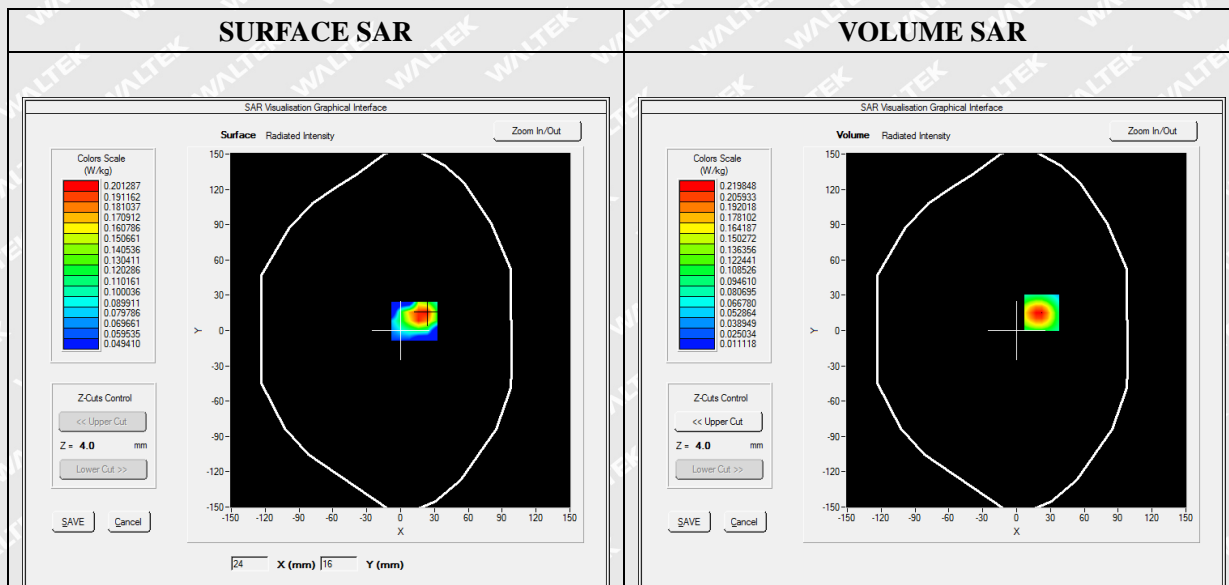 SURFACE SAR
VOLUME SAR
SAR Visualisation Graphical Interface
Surface Radiated Intensity
Zoom In/Out
Colors Scale
(W/kg)
0.201287
0.191162
0.181037
0.170912
0.160786
0.150661
0.140536
0.130411
0.120286
0.110161
0.100036
0.089911
0.079786
0.069661
0.059535
0.049410
150
120
90
60
30
0
-30
-60
-90
-120
-150
Y
-150 -120 -90 -60 -30 0 30 60 90 120 150
X
Z-Cuts Control
<< Upper Cut
Z = 4.0 mm
Lower Cut >>
SAVE Cancel
24 X (mm) 16 Y (mm)
SAR Visualisation Graphical Interface
Volume Radiated Intensity
Zoom In/Out
Colors Scale
(W/kg)
0.219848
0.205933
0.192018
0.178102
0.164187
0.150272
0.136356
0.122441
0.108526
0.094610
0.080695
0.066780
0.052864
0.038949
0.025034
0.011118
150
120
90
60
30
0
-30
-60
-90
-120
-150
Y
-150 -120 -90 -60 -30 0 30 60 90 120 150
X
Z-Cuts Control
<< Upper Cut
Z = 4.0 mm
Lower Cut >>
SAVE Cancel
WALTEK